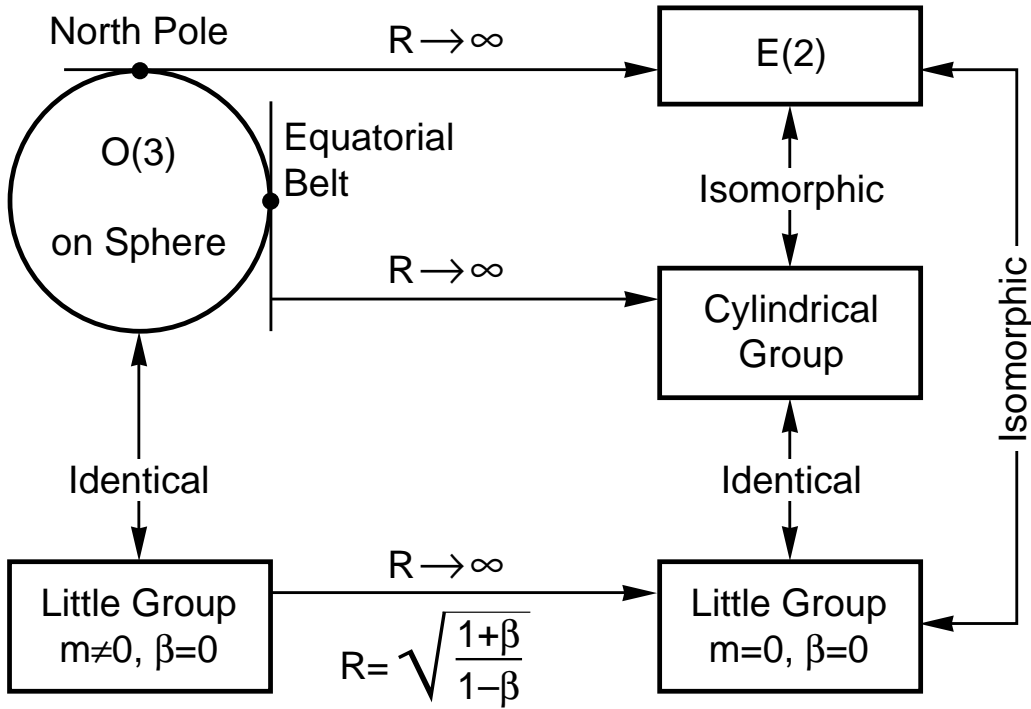 North Pole
R→∞
E(2)
O(3)
on Sphere
Equatorial
Belt
Isomorphic
R→∞
Cylindrical
Group
Isomorphic
Identical
Identical
Little Group
m≠0, β=0
R→∞
R=√(1+β/1−β)
Little Group
m=0, β=0